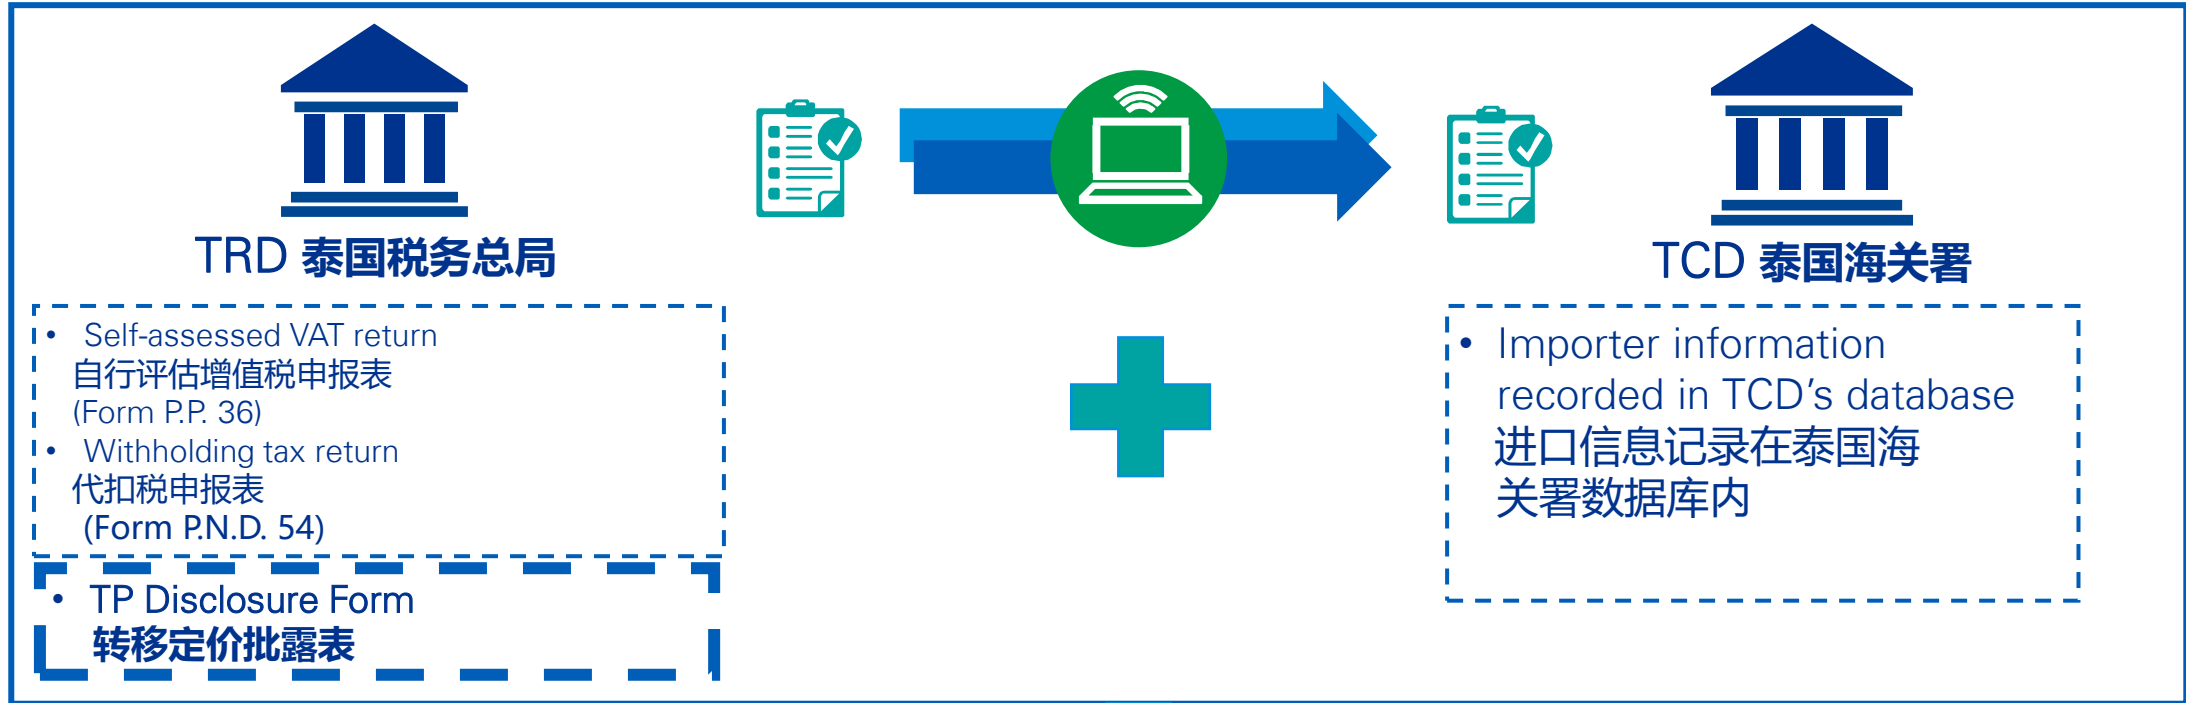 TRD 泰国税务总局
• Self-assessed VAT return
自行评估增值税申报表
(Form P.P. 36)
• Withholding tax return
代扣税申报表
(Form P.N.D. 54)
• TP Disclosure Form
转移定价批露表
TCD 泰国海关署
• Importer information
recorded in TCD’s database
进口信息记录在泰国海
关署数据库内